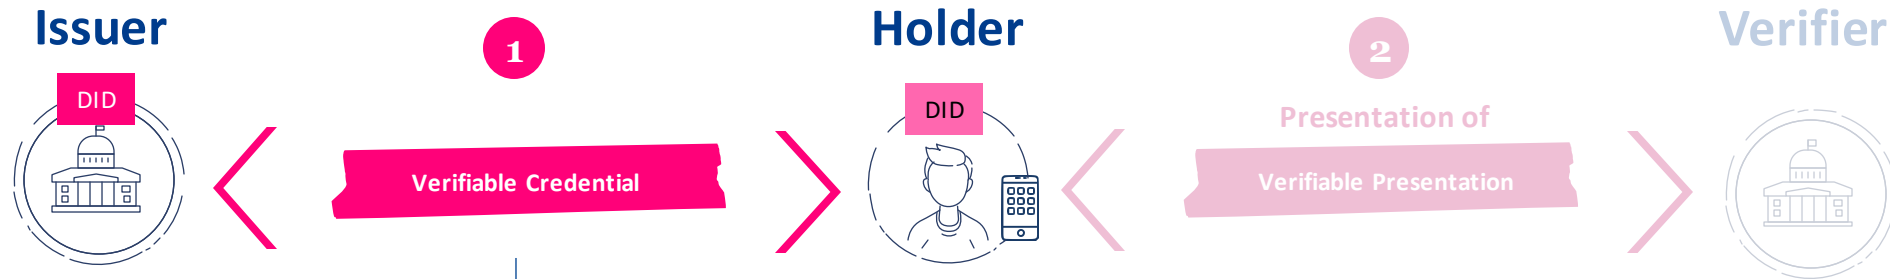 Issuer
1
Holder
2
Verifier
DID
DID
Presentation of
Verifiable Credential
Verifiable Presentation